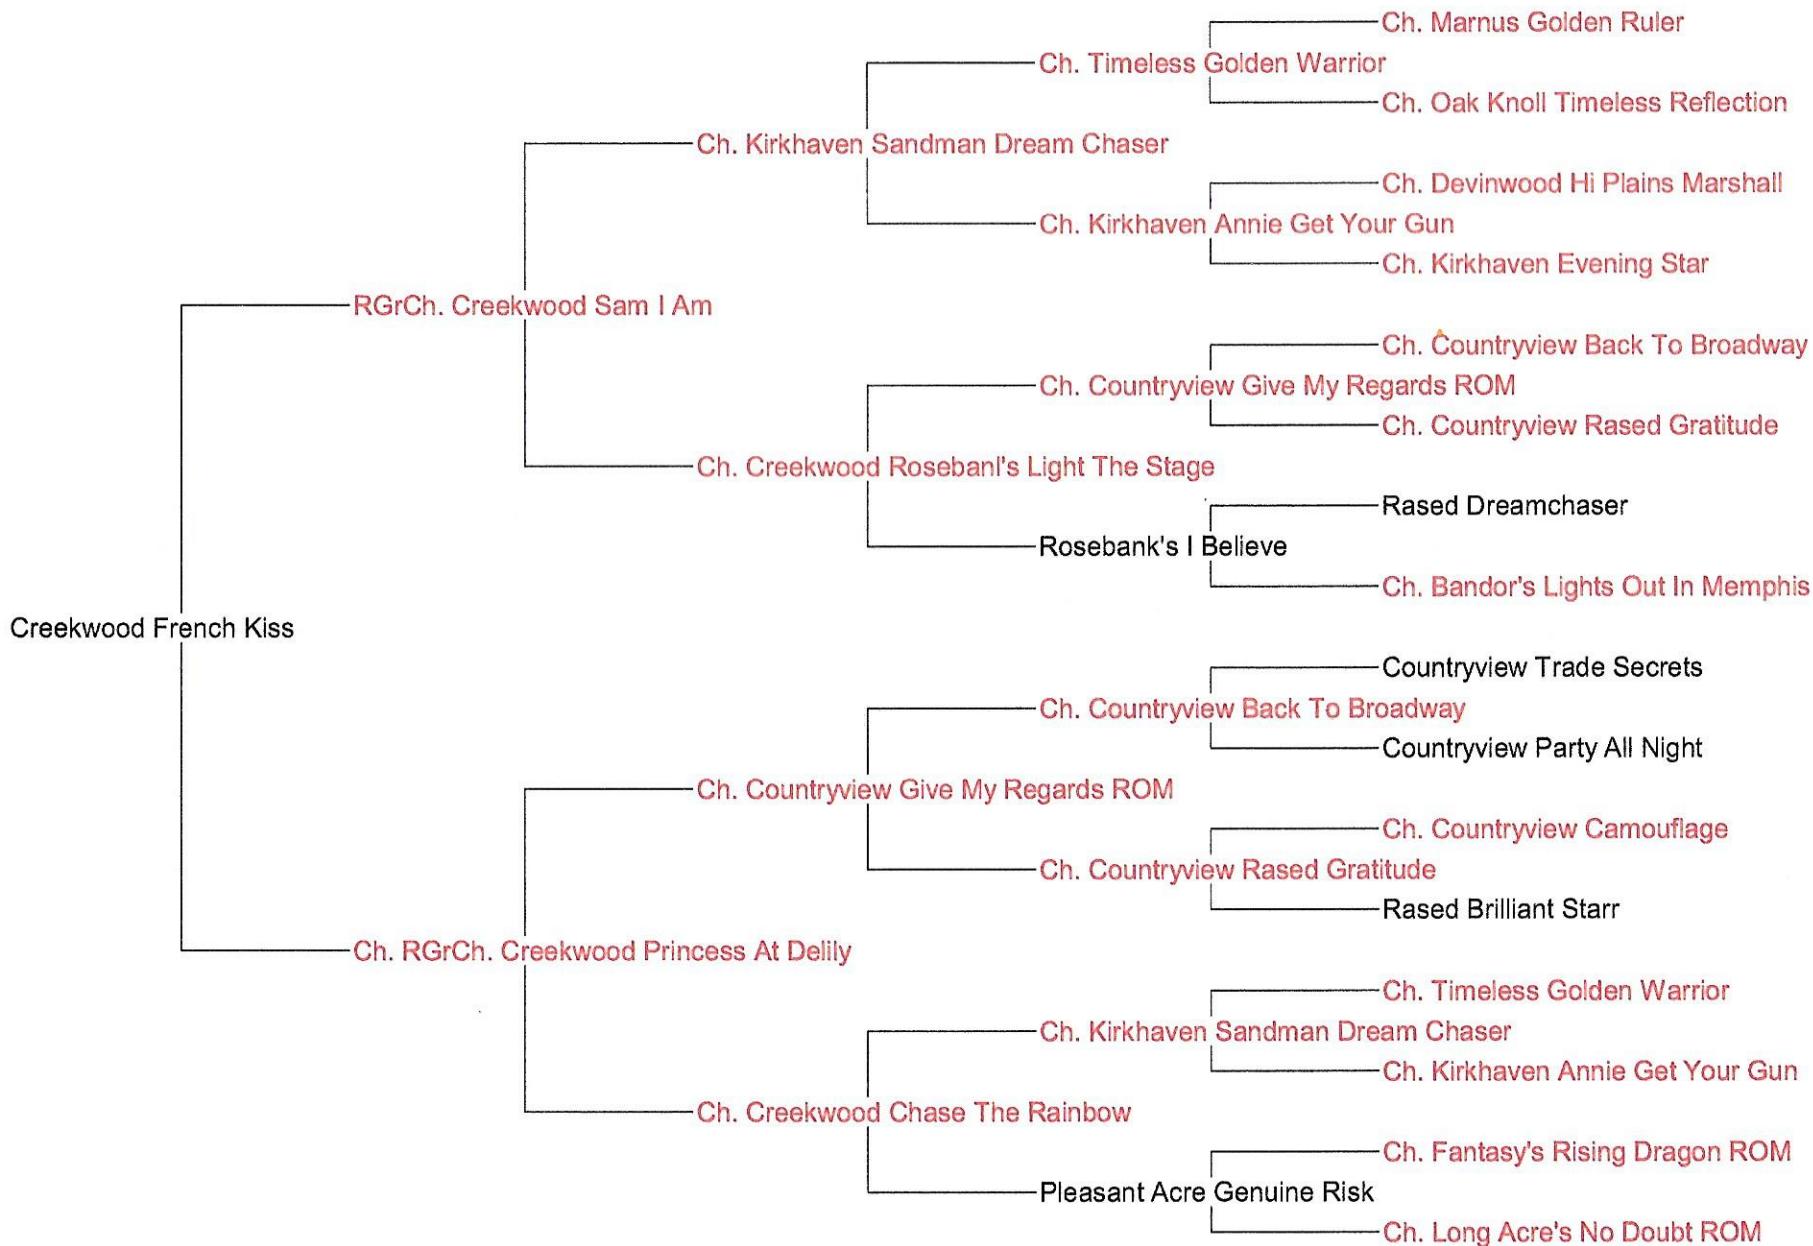 Ch. Marnus Golden Ruler
Ch. Timeless Golden Warrior
Ch. Oak Knoll Timeless Reflection
Ch. Kirkhaven Sandman Dream Chaser
Ch. Devinwood Hi Plains Marshall
Ch. Kirkhaven Annie Get Your Gun
Ch. Kirkhaven Evening Star
RGrCh. Creekwood Sam I Am
Ch. Countryview Back To Broadway
Ch. Countryview Give My Regards ROM
Ch. Countryview Rased Gratitude
Ch. Creekwood Rosebanl's Light The Stage
Rased Dreamchaser
Rosebank's I Believe
Ch. Bandor's Lights Out In Memphis
Creekwood French Kiss
Countryview Trade Secrets
Ch. Countryview Back To Broadway
Countryview Party All Night
Ch. Countryview Give My Regards ROM
Ch. Countryview Camouflage
Ch. Countryview Rased Gratitude
Rased Brilliant Starr
Ch. RGrCh. Creekwood Princess At Delily
Ch. Timeless Golden Warrior
Ch. Kirkhaven Sandman Dream Chaser
Ch. Kirkhaven Annie Get Your Gun
Ch. Creekwood Chase The Rainbow
Ch. Fantasy's Rising Dragon ROM
Pleasant Acre Genuine Risk
Ch. Long Acre's No Doubt ROM